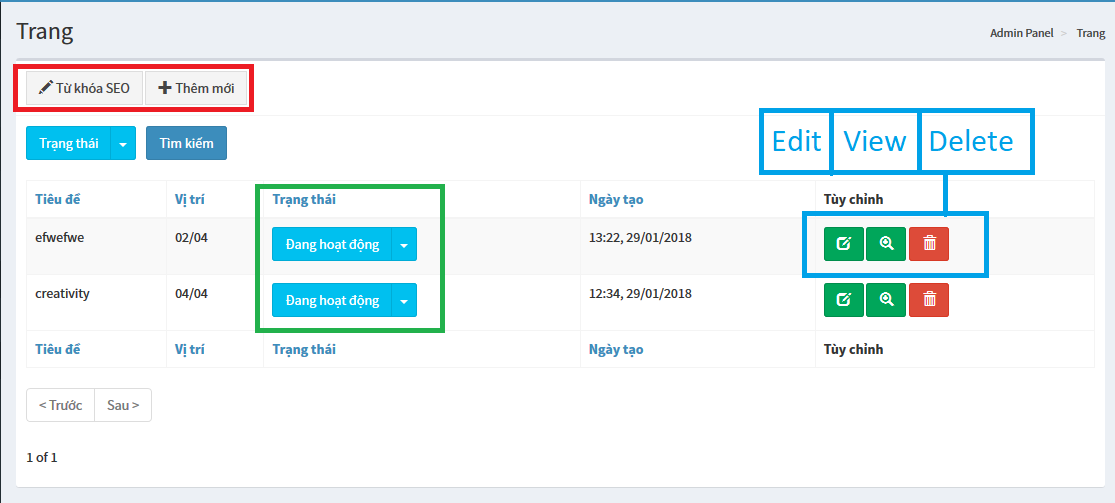 Trang
Admin Panel > Trang
Từ khóa SEO Thêm mới
Trạng thái Tìm kiếm
Edit View Delete
Tiêu đề Vị trí Trạng thái Ngày tạo Tùy chỉnh
efwefwe 02/04 Đang hoạt động 13:22, 29/01/2018
creativity 04/04 Đang hoạt động 12:34, 29/01/2018
Tiêu đề Vị trí Trạng thái Ngày tạo Tùy chỉnh
< Trước Sau >
1 of 1